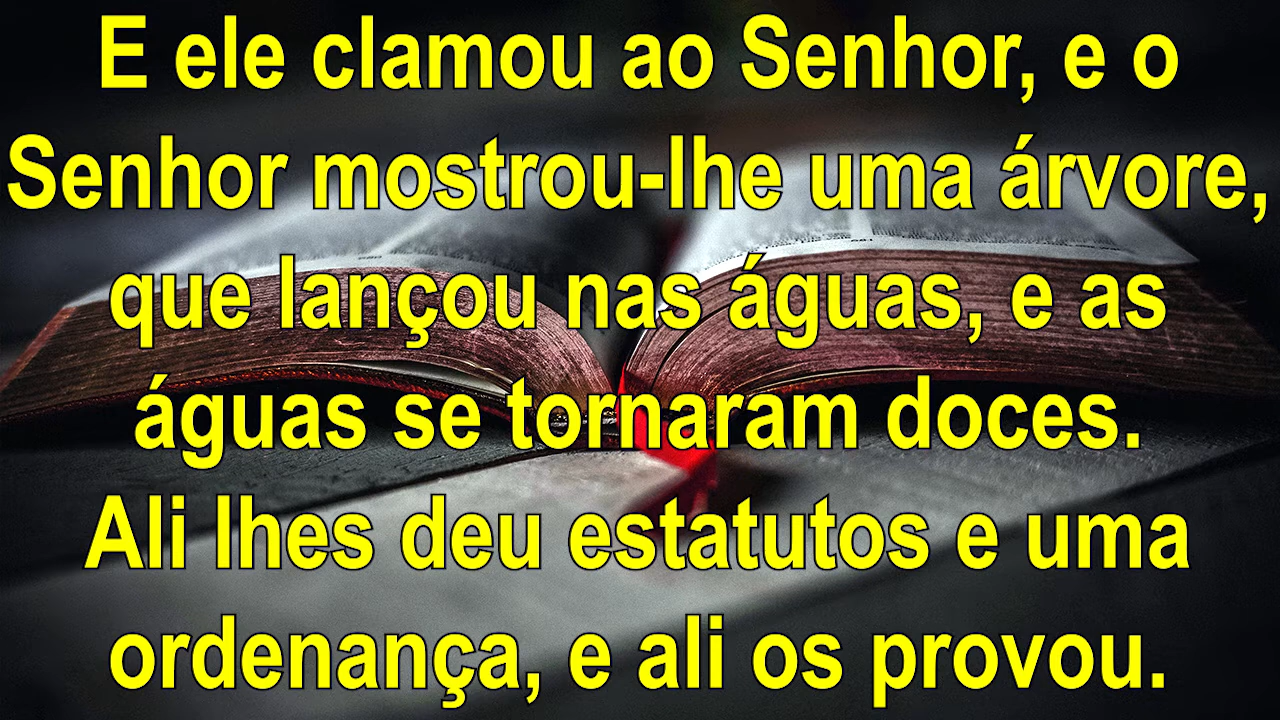 E ele clamou ao Senhor, e o
Senhor mostrou-lhe uma árvore,
que lançou nas águas, e as
águas se tornaram doces.
Ali lhes deu estatutos e uma
ordenança, e ali os provou.